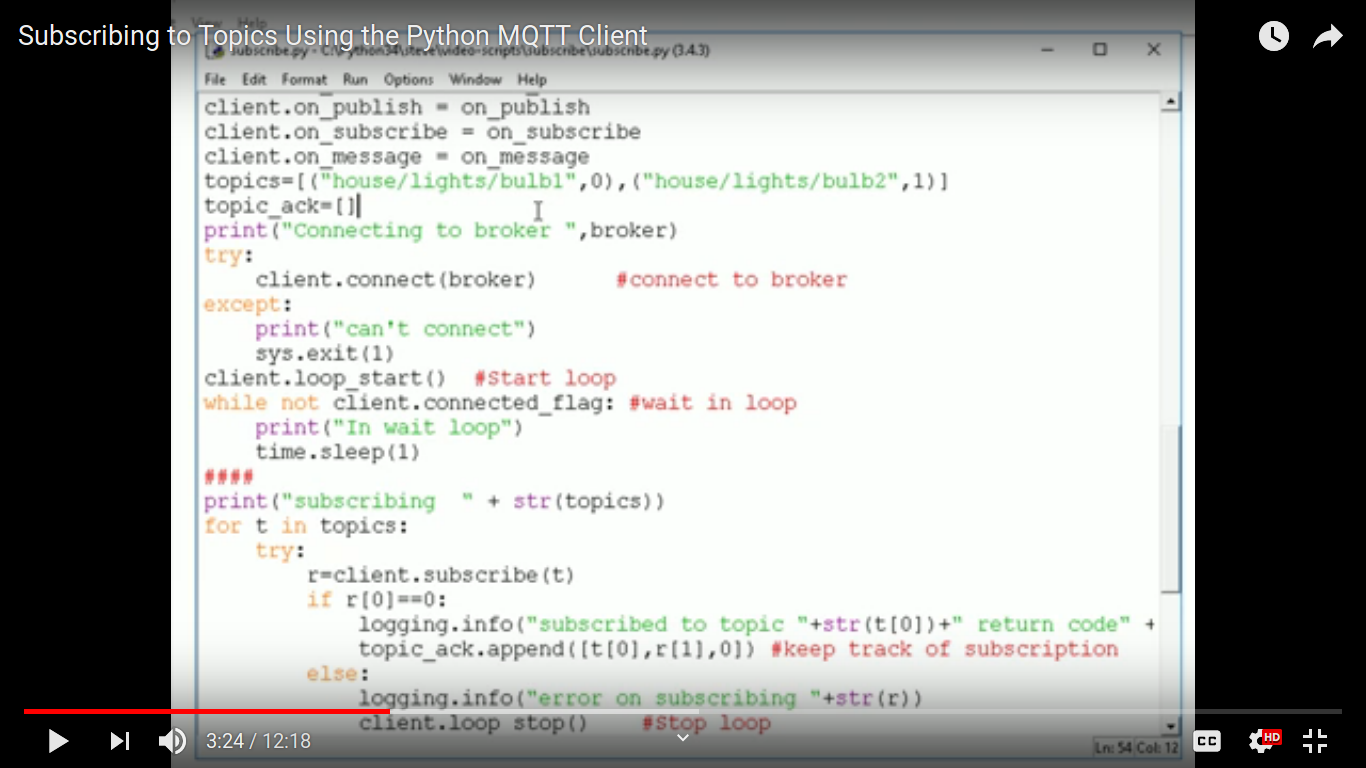 View Help
Subscribing to Topics Using the Python MQTT Client
subscribe.py - C:\Python34\steve\video-scripts\subscribe\subscribe.py (3.4.3)
File Edit Format Run Options Window Help
client.on_publish = on_publish
client.on_subscribe = on_subscribe
client.on_message = on_message
topics=[("house/lights/bulb1",0),("house/lights/bulb2",1)]
topic_ack=[]
print("Connecting to broker ",broker)
try:
    client.connect(broker)      #connect to broker
except:
    print("can't connect")
    sys.exit(1)
client.loop_start()  #Start loop
while not client.connected_flag: #wait in loop
    print("In wait loop")
    time.sleep(1)
####
print("subscribing  " + str(topics))
for t in topics:
    try:
        r=client.subscribe(t)
        if r[0]==0:
            logging.info("subscribed to topic "+str(t[0])+" return code" +
            topic_ack.append([t[0],r[1],0]) #keep track of subscription
        else:
            logging.info("error on subscribing "+str(r))
            client.loop_stop()    #Stop loop
3:24 / 12:18
CC
HD
Ln: 54 Col: 12